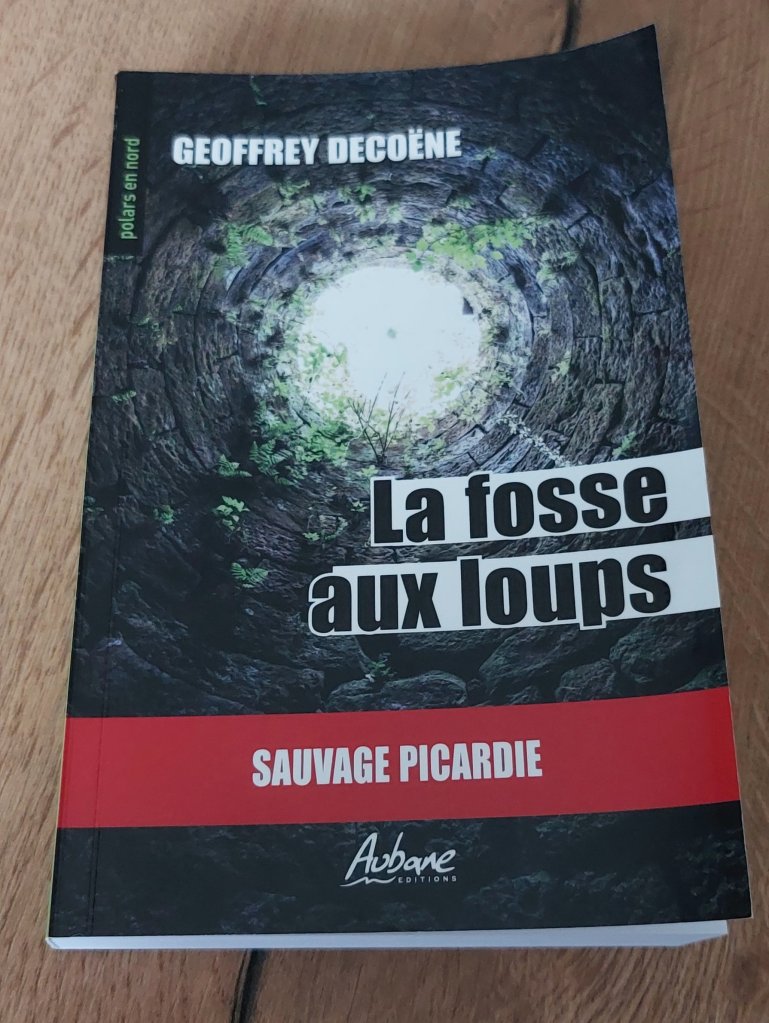 GEOFFREY DECOËNE
polars en nord
La fosse
aux loups
SAUVAGE PICARDIE
Aubane
EDITIONS